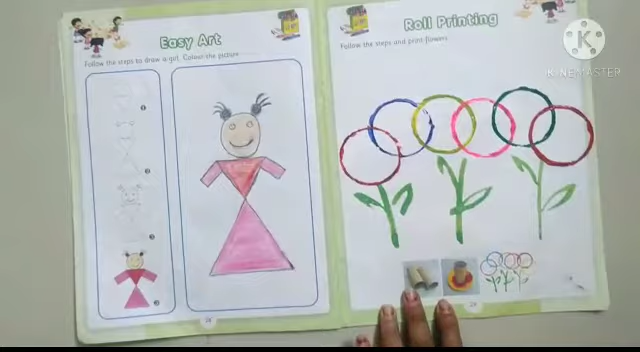 Easy Art
Follow the steps to draw a girl. Colour the picture.
Roll Printing
Follow the steps and print flowers.
KINEMASTER